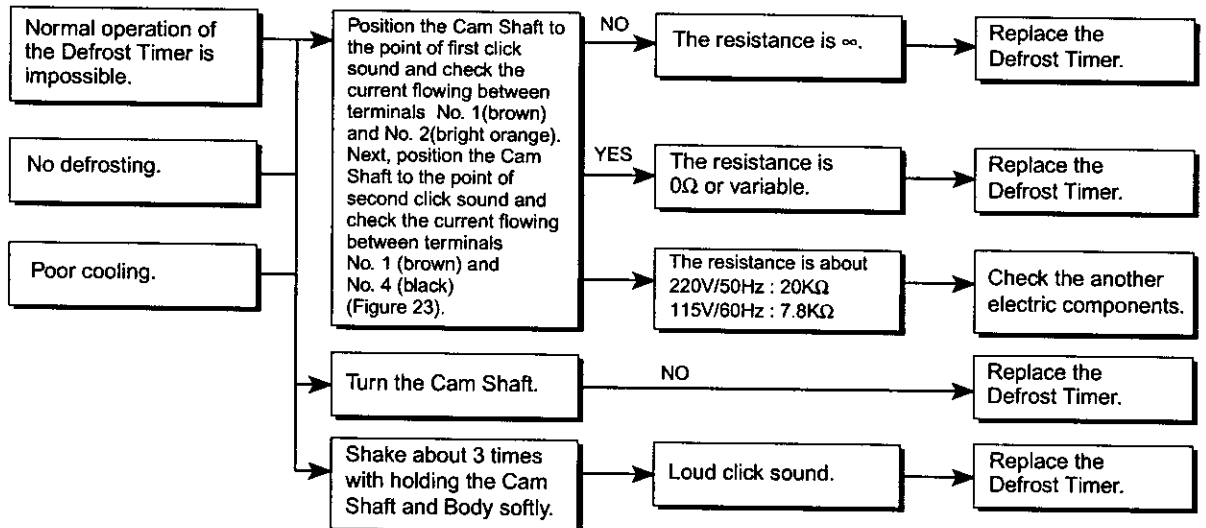 Normal operation of
the Defrost Timer is
impossible.
No defrosting.
Poor cooling.
Position the Cam Shaft to
the point of first click
sound and check the
current flowing between
terminals No. 1(brown)
and No. 2(bright orange).
Next, position the Cam
Shaft to the point of
second click sound and
check the current flowing
between terminals
No. 1 (brown) and
No. 4 (black)
(Figure 23).
NO
The resistance is ∞.
Replace the
Defrost Timer.
YES
The resistance is
0Ω or variable.
Replace the
Defrost Timer.
The resistance is about
220V/50Hz : 20KΩ
115V/60Hz : 7.8KΩ
Check the another
electric components.
Turn the Cam Shaft.
NO
Replace the
Defrost Timer.
Shake about 3 times
with holding the Cam
Shaft and Body softly.
Loud click sound.
Replace the
Defrost Timer.